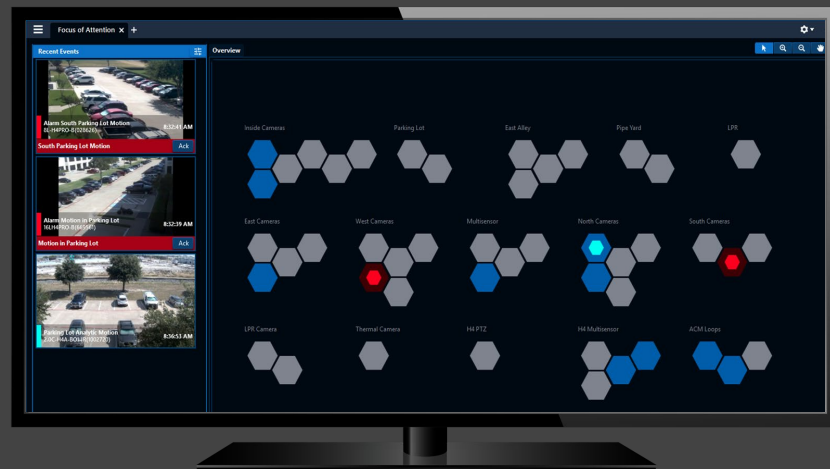 Focus of Attention × +
Recent Events
Alarm South Parking Lot Motion
8:32:41 AM
South Parking Lot Motion
Ack
Alarm Motion in Parking Lot
8:32:39 AM
Motion in Parking Lot
Ack
Parking Lot Analytic Motion
8:36:53 AM
Overview
Inside Cameras
Parking Lot
East Alley
Pipe Yard
LPR
East Cameras
West Cameras
Multisensor
North Cameras
South Cameras
LPR Camera
Thermal Camera
H4 PTZ
H4 Multisensor
ACM Loops